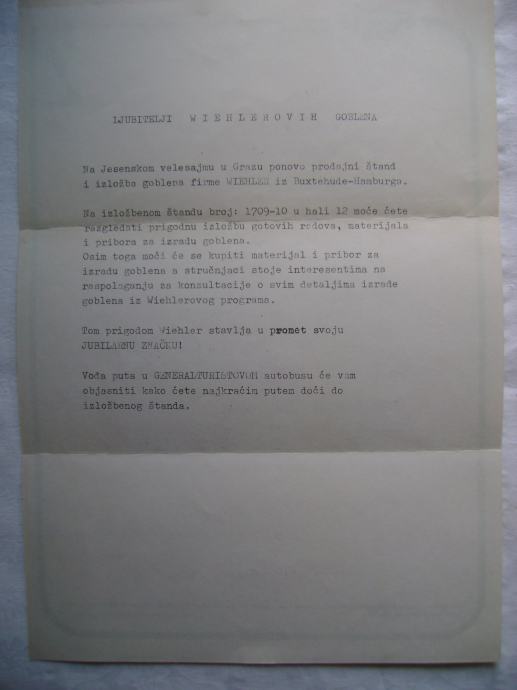 LJUBITELJI W I E H L E R O V I H GOBLENA
Na Jesenskom velesajmu u Grazu ponovo prodajni štand
i izložba goblena firme WIEHLER iz Buxtehude-Hamburga.
Na izložbenom štandu broj: 1709-10 u hali 12 moće ćete
razgledati prigodnu izložbu gotovih radova, materijala
i pribora za izradu goblena.
Osim toga moći će se kupiti materijal i pribor za
izradu goblena a stručnjaci stoje interesentima na
raspolaganju za konsultacije o svim detaljima izrade
goblena iz Wiehlerovog programa.
Tom prigodom Wiehler stavlja u promet svoju
JUBILARNU ZNAČKU!
Vođa puta u GENERALTURISTOVOM autobusu će vam
objasniti kako ćete najkraćim putem doći do
izložbenog štanda.